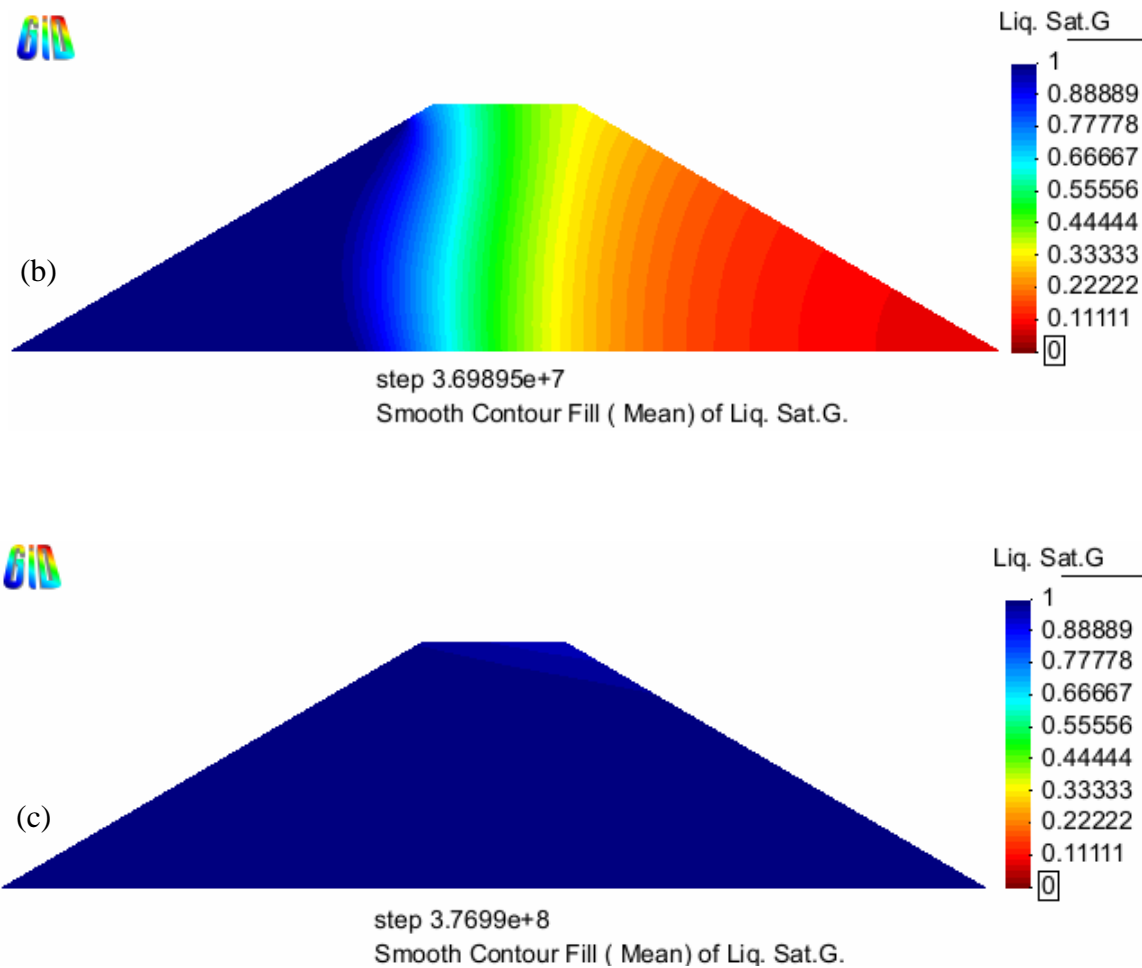 GiD
Liq. Sat.G
1
0.88889
0.77778
0.66667
0.55556
0.44444
0.33333
0.22222
0.11111
0
(b)
step 3.69895e+7
Smooth Contour Fill ( Mean) of Liq. Sat.G.
GiD
Liq. Sat.G
1
0.88889
0.77778
0.66667
0.55556
0.44444
0.33333
0.22222
0.11111
0
(c)
step 3.7699e+8
Smooth Contour Fill ( Mean) of Liq. Sat.G.